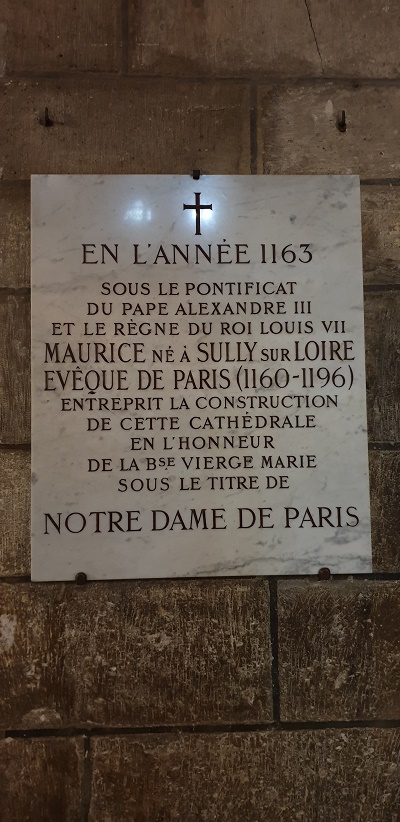 EN L'ANNÉE 1163
SOUS LE PONTIFICAT
DU PAPE ALEXANDRE III
ET LE RÈGNE DU ROI LOUIS VII
MAURICE NÉ À SULLY SUR LOIRE
EVÊQUE DE PARIS (1160-1196)
ENTREPRIT LA CONSTRUCTION
DE CETTE CATHÉDRALE
EN L'HONNEUR
DE LA BSE VIERGE MARIE
SOUS LE TITRE DE
NOTRE DAME DE PARIS